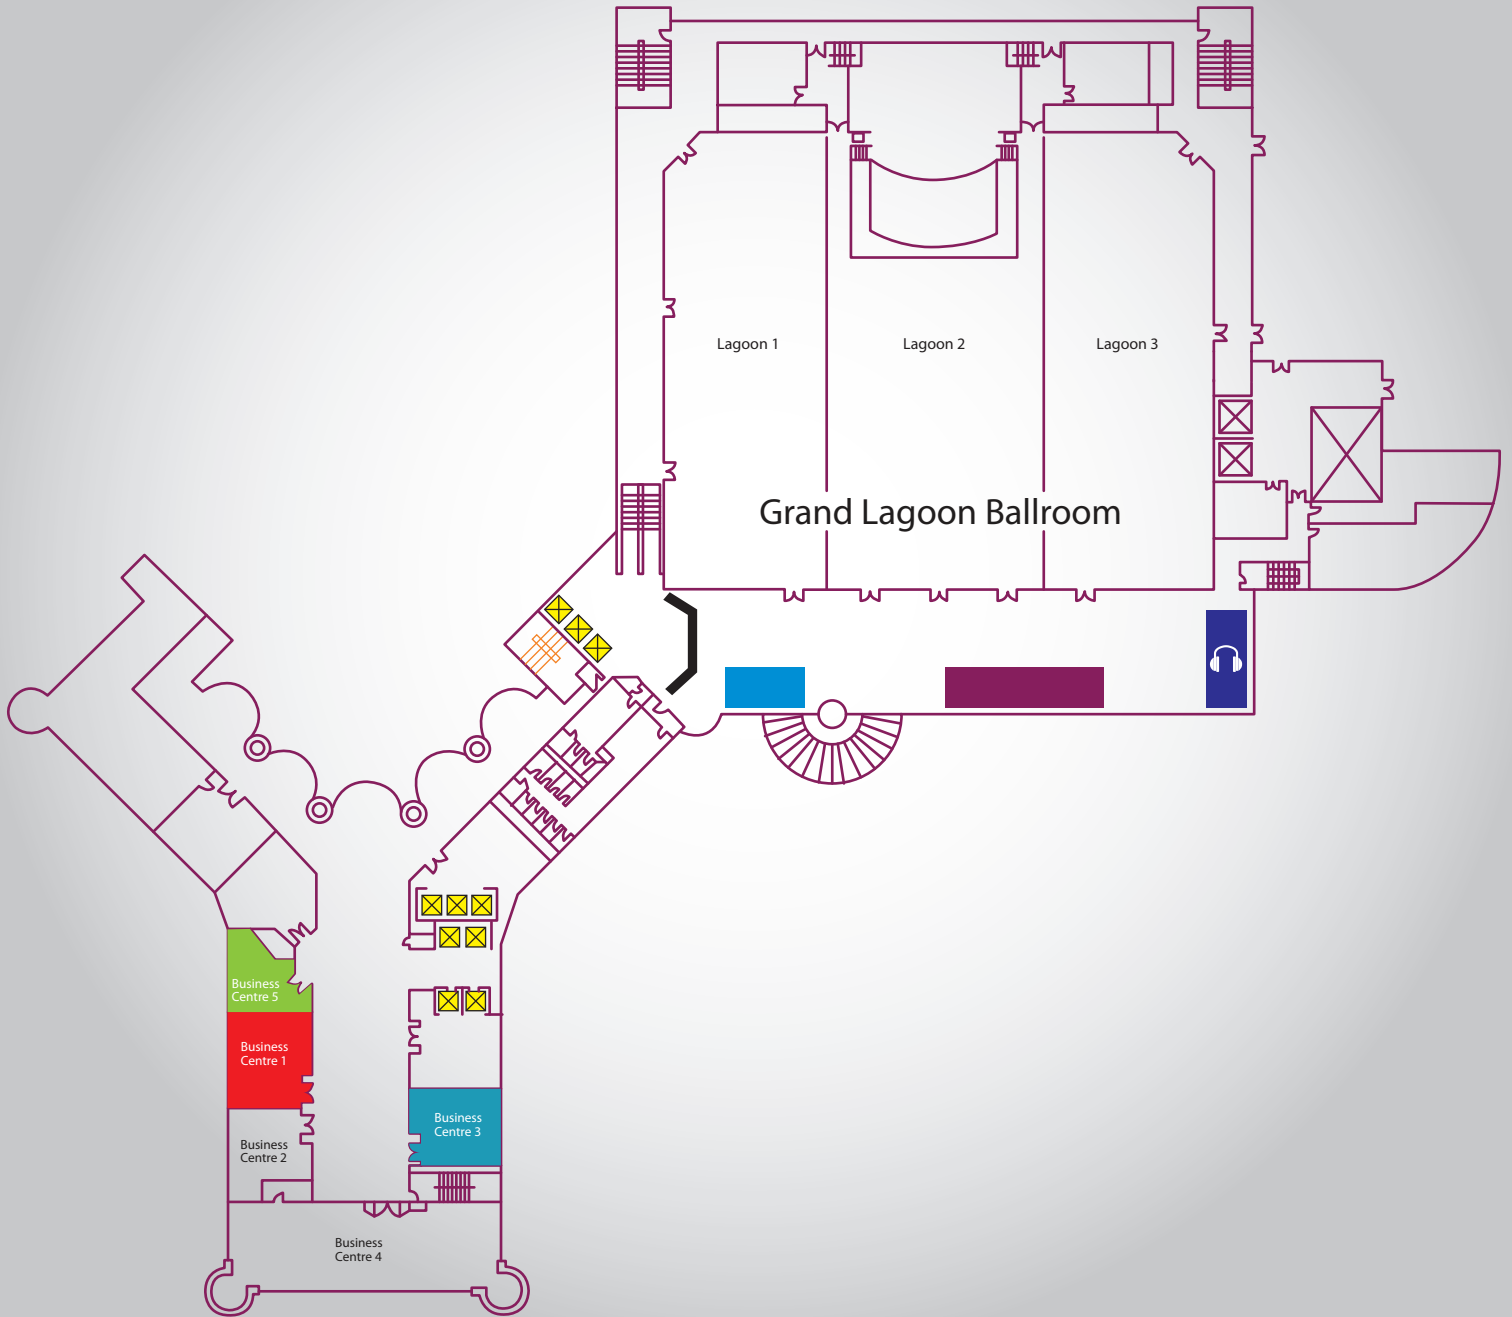 Lagoon 1
Lagoon 2
Lagoon 3
Grand Lagoon Ballroom
Business
Centre 5
Business
Centre 1
Business
Centre 3
Business
Centre 2
Business
Centre 4